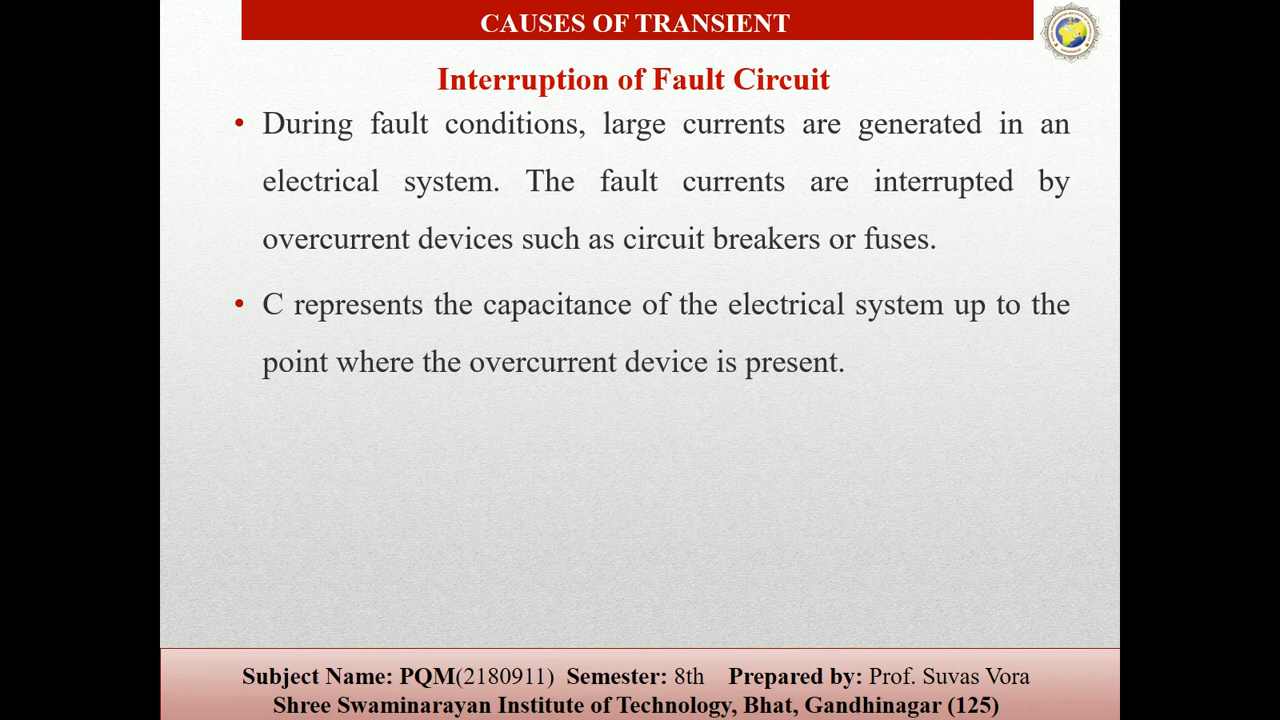 CAUSES OF TRANSIENT
Interruption of Fault Circuit
• During fault conditions, large currents are generated in an
electrical system. The fault currents are interrupted by
overcurrent devices such as circuit breakers or fuses.
• C represents the capacitance of the electrical system up to the
point where the overcurrent device is present.
Subject Name: PQM(2180911) Semester: 8th Prepared by: Prof. Suvas Vora
Shree Swaminarayan Institute of Technology, Bhat, Gandhinagar (125)